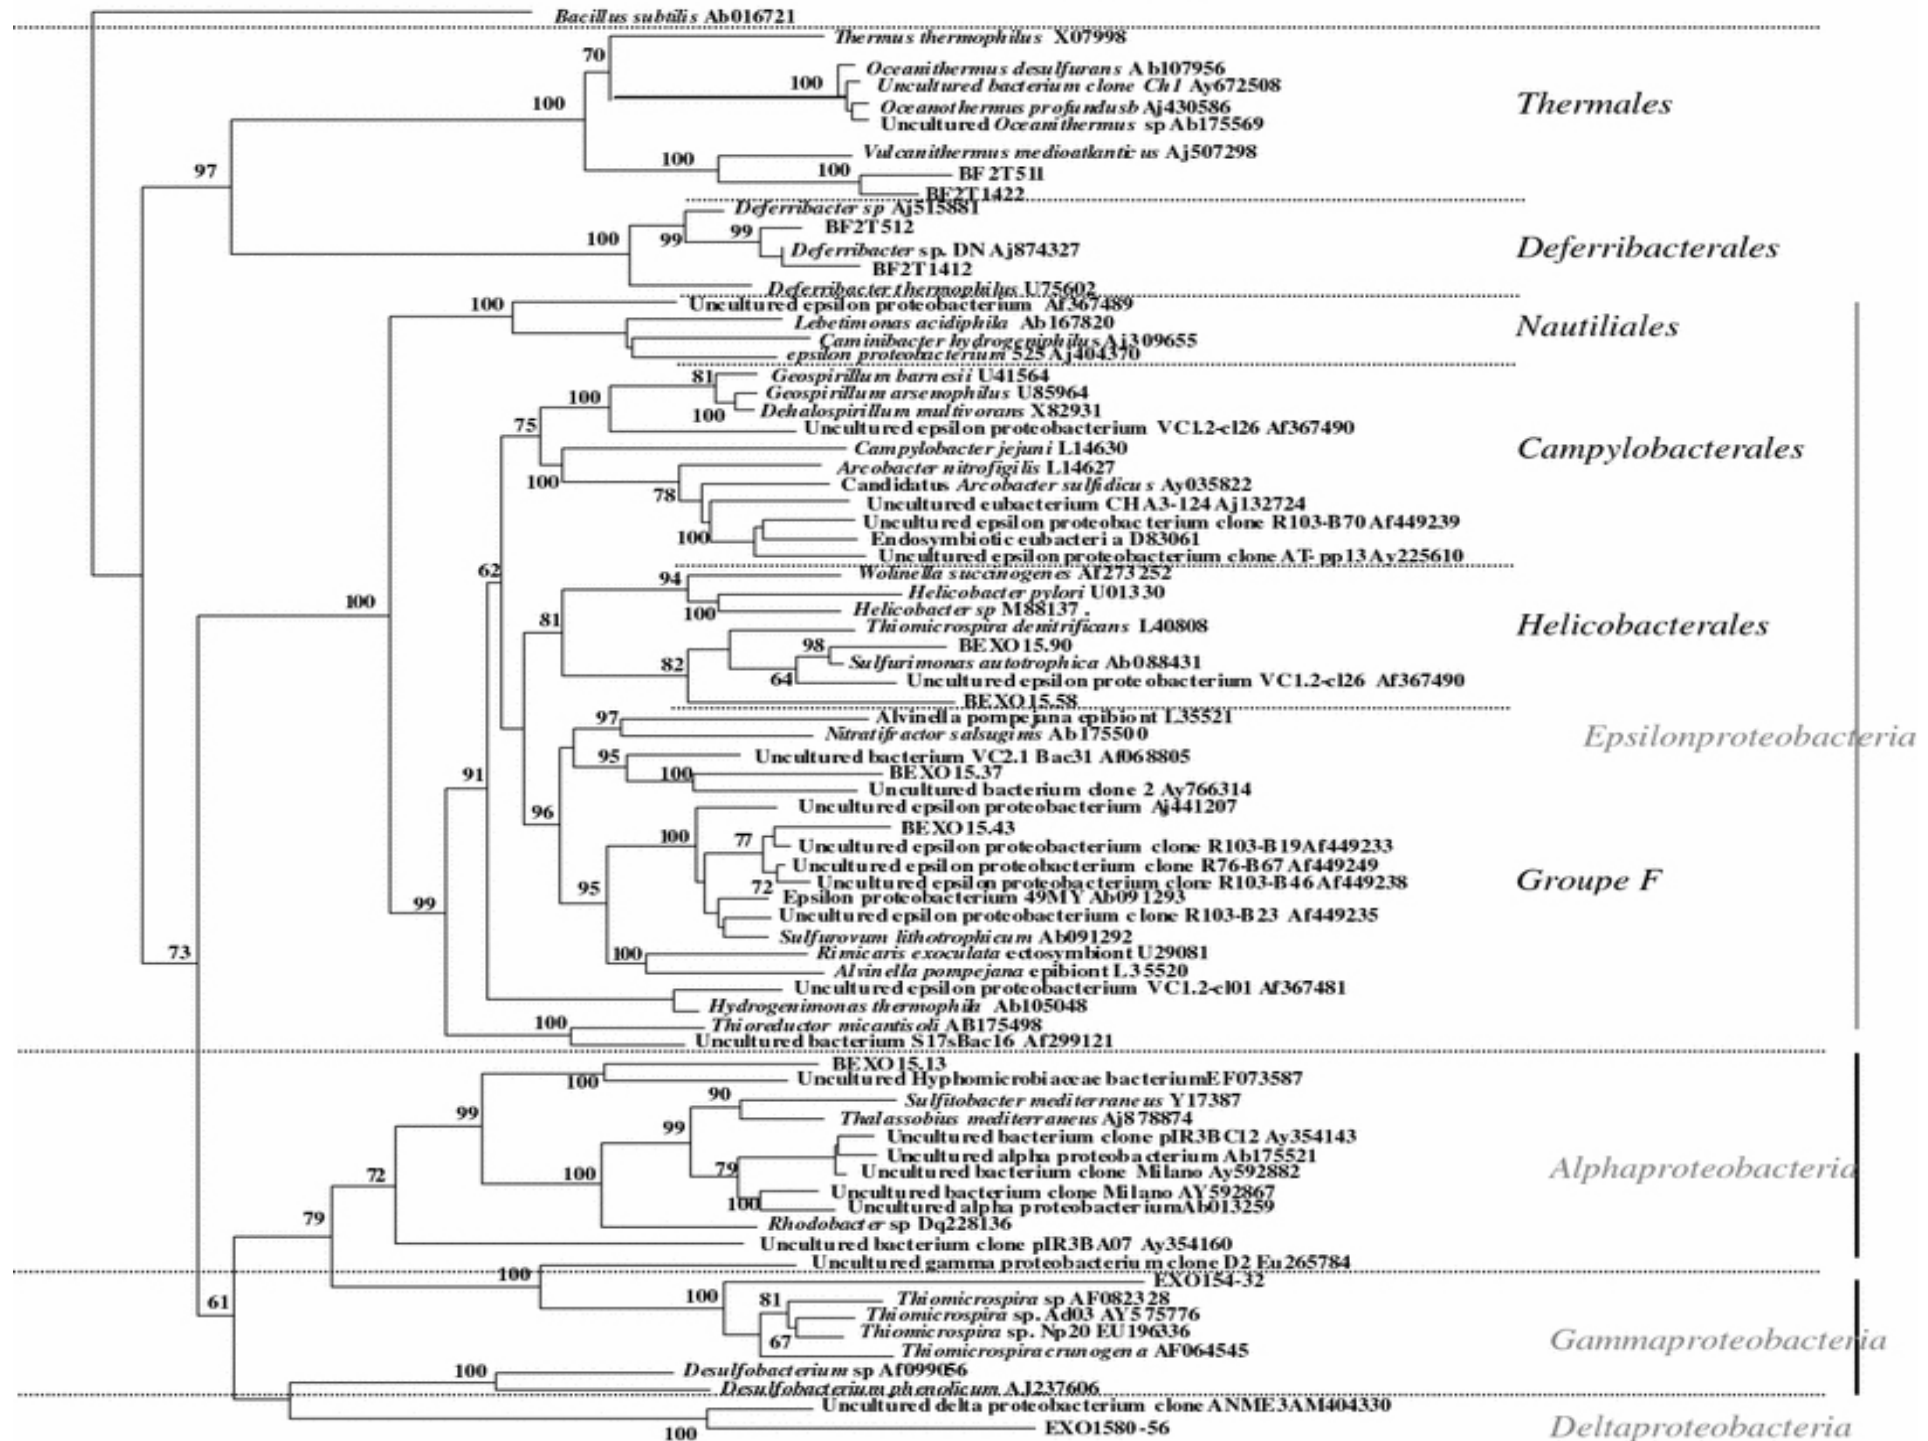 Bacillus subtilis Ab016721
Thermus thermophilus X07998
70
Oceanithermus desulfurans Ab107956
100
Uncultured bacterium clone Ch1 Ay672508
Oceanothermus profundusb Aj430586
100
Thermales
Uncultured Oceanithermus sp Ab175569
Vulcanithermus medioatlanticus Aj507298
100
97
100
BF2T511
BF2T1422
Deferribacter sp Aj515881
BF2T512
99
99
100
Deferribacter sp. DN Aj874327
Deferribacterales
BF2T1412
Deferribacter thermophilus U75602
Uncultured epsilon proteobacterium Af367489
100
Lebetimonas acidiphila Ab167820
Nautiliales
Caminibacter hydrogeniphilus Aj309655
epsilon proteobacterium 525 Aj404370
81
Geospirillum barnesii U41564
Geospirillum arsenophilus U85964
100
Dehalospirillum multivorans X82931
100
75
Uncultured epsilon proteobacterium VC1.2-cl26 Af367490
Campylobacter jejuni L14630
Campylobacterales
Arcobacter nitrofigilis L14627
100
Candidatus Arcobacter sulfidicus Ay035822
78
Uncultured eubacterium CHA3-124 Aj132724
Uncultured epsilon proteobacterium clone R103-B70 Af449239
100
Endosymbiotic eubacteria D83061
Uncultured epsilon proteobacterium clone AT-pp13 Ay225610
62
Wolinella succinogenes Af273252
94
Helicobacter pylori U01330
100
100
Helicobacter sp M88137 .
81
Thiomicrospira denitrificans L40808
Helicobacterales
98
BEXO15.90
82
Sulfurimonas autotrophica Ab088431
64
Uncultured epsilon proteobacterium VC1.2-cl26 Af367490
BEXO15.58
97
Alvinella pompejana epibiont L35521
Nitratifractor salsuginis Ab175500
Epsilonproteobacteria
95
Uncultured bacterium VC2.1 Bac31 Af068805
91
100
BEXO15.37
Uncultured bacterium clone 2 Ay766314
96
Uncultured epsilon proteobacterium Aj441207
BEXO15.43
100
77
Uncultured epsilon proteobacterium clone R103-B19Af449233
Uncultured epsilon proteobacterium clone R76-B67 Af449249
95
72
Uncultured epsilon proteobacterium clone R103-B46 Af449238
Groupe F
Epsilon proteobacterium 49MY Ab091293
99
Uncultured epsilon proteobacterium clone R103-B23 Af449235
Sulfurovum lithotrophicum Ab091292
73
100
Rimicaris exoculata ectosymbiont U29081
Alvinella pompejana epibiont L35520
Uncultured epsilon proteobacterium VC1.2-cl01 Af367481
Hydrogenimonas thermophila Ab105048
100
Thioreductor micantisoli AB175498
Uncultured bacterium S17sBac16 Af299121
BEXO15.13
100
Uncultured Hyphomicrobiaceae bacteriumEF073587
90
Sulfitobacter mediterraneus Y17387
99
Thalassobius mediterraneus Aj878874
99
Uncultured bacterium clone pIR3BC12 Ay354143
Uncultured alpha proteobacterium Ab175521
72
100
79
Uncultured bacterium clone Milano Ay592882
Alphaproteobacteria
Uncultured bacterium clone Milano AY592867
100
Uncultured alpha proteobacteriumAb013259
79
Rhodobacter sp Dq228136
Uncultured bacterium clone pIR3BA07 Ay354160
Uncultured gamma proteobacterium clone D2 Eu265784
100
EXO154-32
61
100
81
Thiomicrospira sp AF082328
Thiomicrospira sp. Ad03 AY575776
Thiomicrospira sp. Np20 EU196336
67
Gammaproteobacteria
Thiomicrospira crunogena AF064545
100
Desulfobacterium sp Af099056
Desulfobacterium phenolicum AJ237606
Uncultured delta proteobacterium clone ANME3AM404330
100
EXO1580-56
Deltaproteobacteria